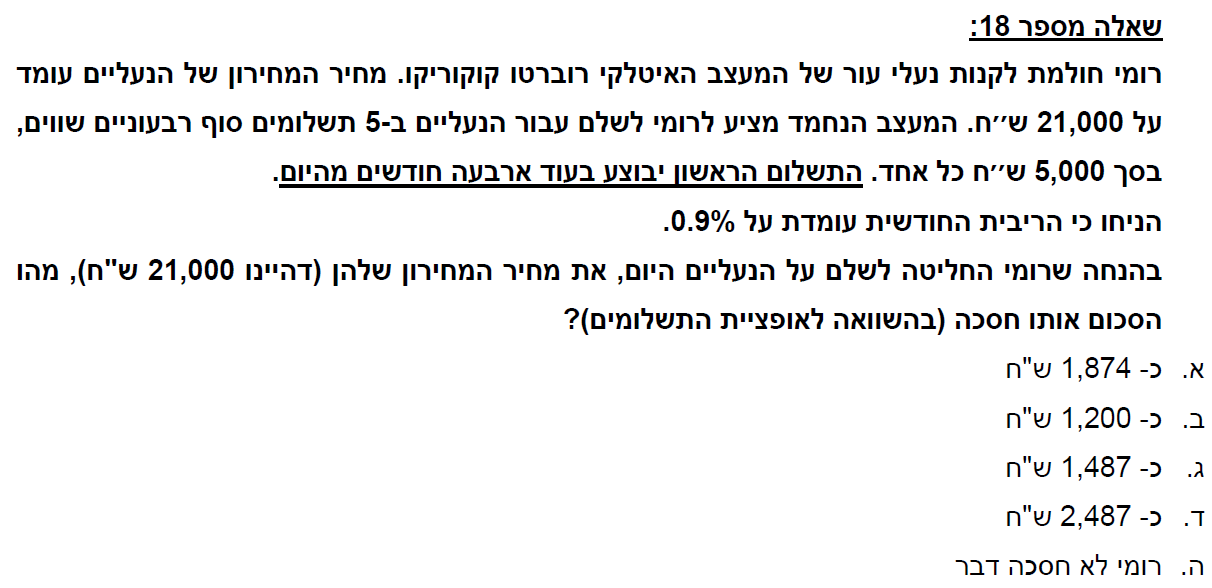 שאלה מספר 18:
רומי חולמת לקנות נעלי עור של המעצב האיטלקי רוברטו קוקוריקו. מחיר המחירון של הנעליים עומד
על 21,000 ש׳׳ח. המעצב הנחמד מציע לרומי לשלם עבור הנעליים ב-5 תשלומים סוף רבעוניים שווים,
בסך 5,000 ש׳׳ח כל אחד. התשלום הראשון יבוצע בעוד ארבעה חודשים מהיום.
הניחו כי הריבית החודשית עומדת על 0.9%.
בהנחה שרומי החליטה לשלם על הנעליים היום, את מחיר המחירון שלהן (דהיינו 21,000 ש"ח), מהו
הסכום אותו חסכה (בהשוואה לאופציית התשלומים)?
א. כ- 1,874 ש"ח
ב. כ- 1,200 ש"ח
ג. כ- 1,487 ש"ח
ד. כ- 2,487 ש"ח
ה. רומי לא חסכה דבר